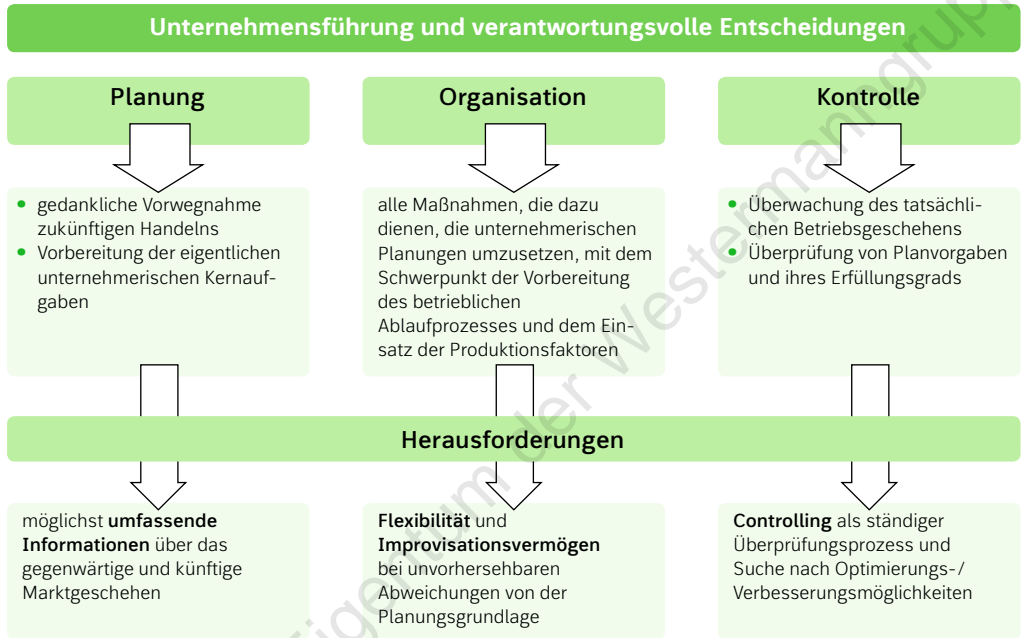 Unternehmensführung und verantwortungsvolle Entscheidungen
Planung
Organisation
Kontrolle
• gedankliche Vorwegnahme
zukünftigen Handelns
• Vorbereitung der eigentlichen
unternehmerischen Kernauf-
gaben
alle Maßnahmen, die dazu
dienen, die unternehmerischen
Planungen umzusetzen, mit dem
Schwerpunkt der Vorbereitung
des betrieblichen
Ablaufprozesses und dem Ein-
satz der Produktionsfaktoren
• Überwachung des tatsächli-
chen Betriebsgeschehens
• Überprüfung von Planvorgaben
und ihres Erfüllungsgrads
Herausforderungen
möglichst umfassende
Informationen über das
gegenwärtige und künftige
Marktgeschehen
Flexibilität und
Improvisationsvermögen
bei unvorhersehbaren
Abweichungen von der
Planungsgrundlage
Controlling als ständiger
Überprüfungsprozess und
Suche nach Optimierungs-/
Verbesserungsmöglichkeiten
Eigentum der Westermanngrupp